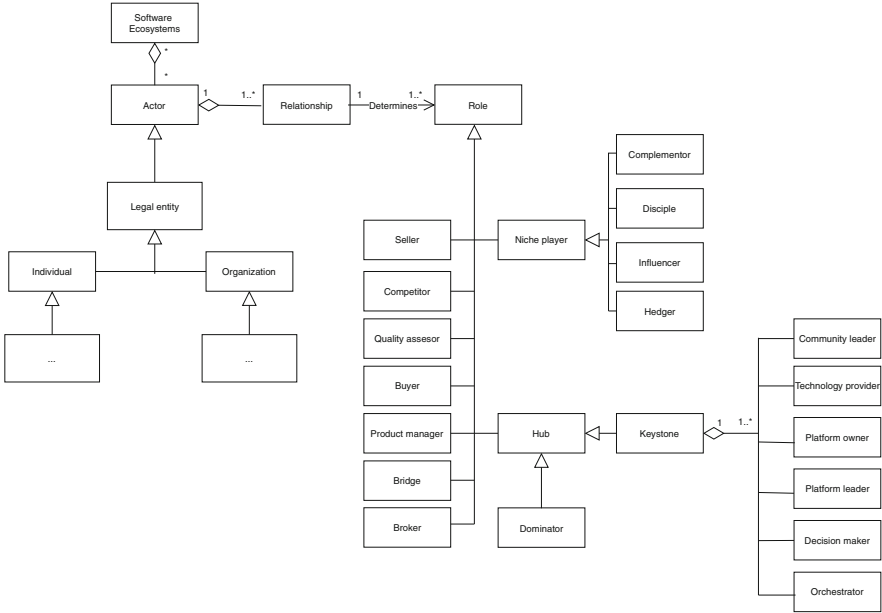 Software
Ecosystems
*
*
Actor
1
1..*
Relationship
1
Determines
1..*
Role
Complementor
Legal entity
Disciple
Seller
Niche player
Individual
Organization
Influencer
Competitor
Hedger
...
...
Quality assesor
Community leader
Buyer
Technology provider
Product manager
Hub
Keystone
1
1..*
Platform owner
Bridge
Platform leader
Broker
Dominator
Decision maker
Orchestrator